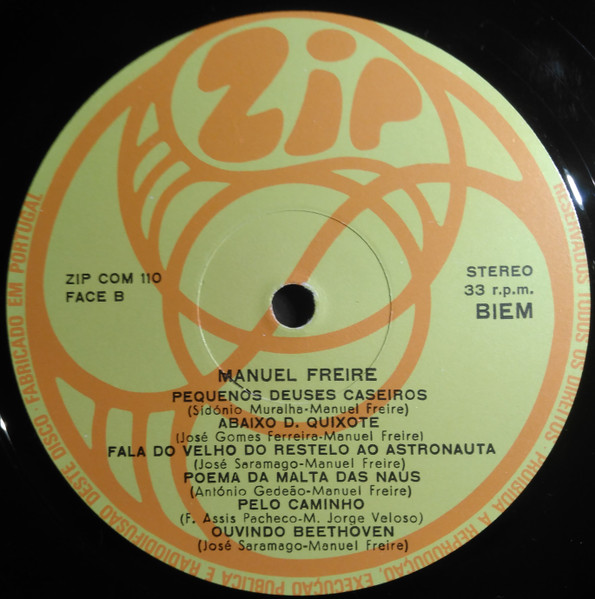 Zip
ZIP COM 110
FACE B
STEREO
33 r.p.m.
BIEM
MANUEL FREIRE
PEQUENOS DEUSES CASEIROS
(Sidónio Muralha-Manuel Freire)
ABAIXO D. QUIXOTE
(José Gomes Ferreira-Manuel Freire)
FALA DO VELHO DO RESTELO AO ASTRONAUTA
(José Saramago-Manuel Freire)
POEMA DA MALTA DAS NAUS
(António Gedeão-Manuel Freire)
PELO CAMINHO
(F. Assis Pacheco-M. Jorge Veloso)
OUVINDO BEETHOVEN
(José Saramago-Manuel Freire)
RESERVADOS TODOS OS DIREITOS· PROIBIDA A REPRODUÇÃO, EXECUÇÃO PÚBLICA E RADIODIFUSÃO DESTE DISCO· FABRICADO EM PORTUGAL